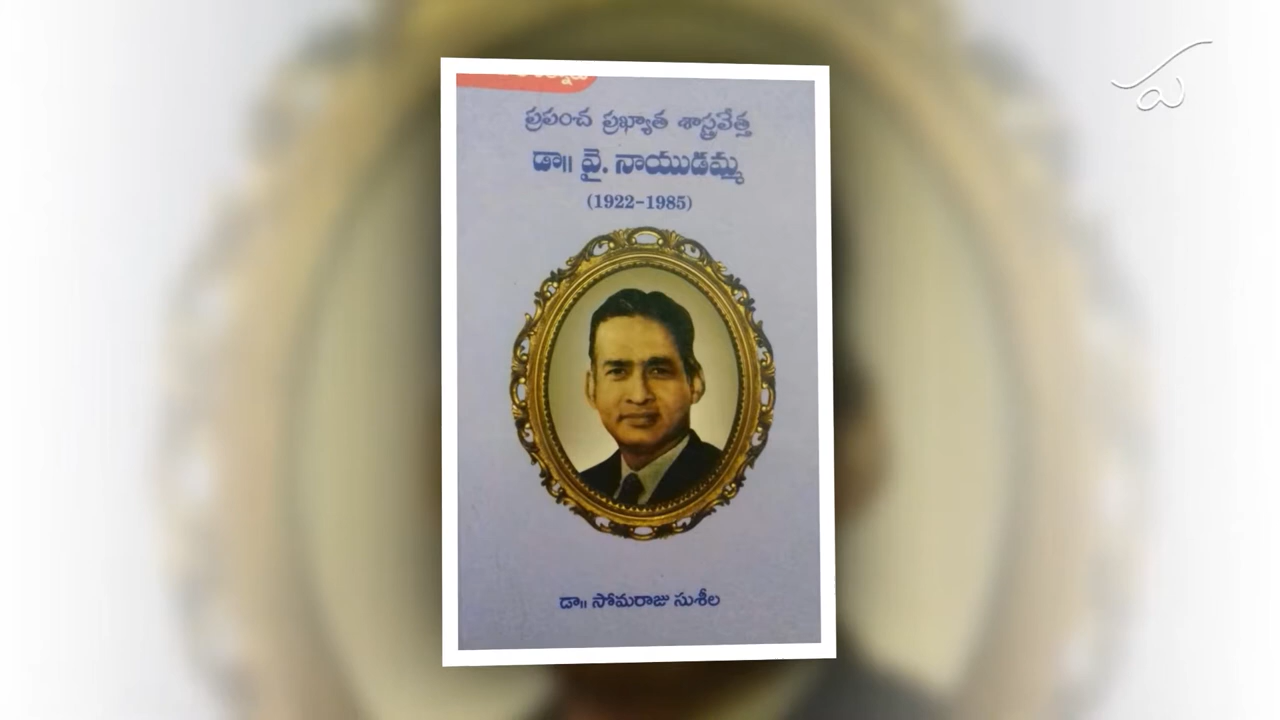 ప్రపంచ ప్రఖ్యాత శాస్త్రవేత్త
డా॥ వై. నాయుడమ్మ
(1922-1985)
డా॥ సోమరాజు సుశీల